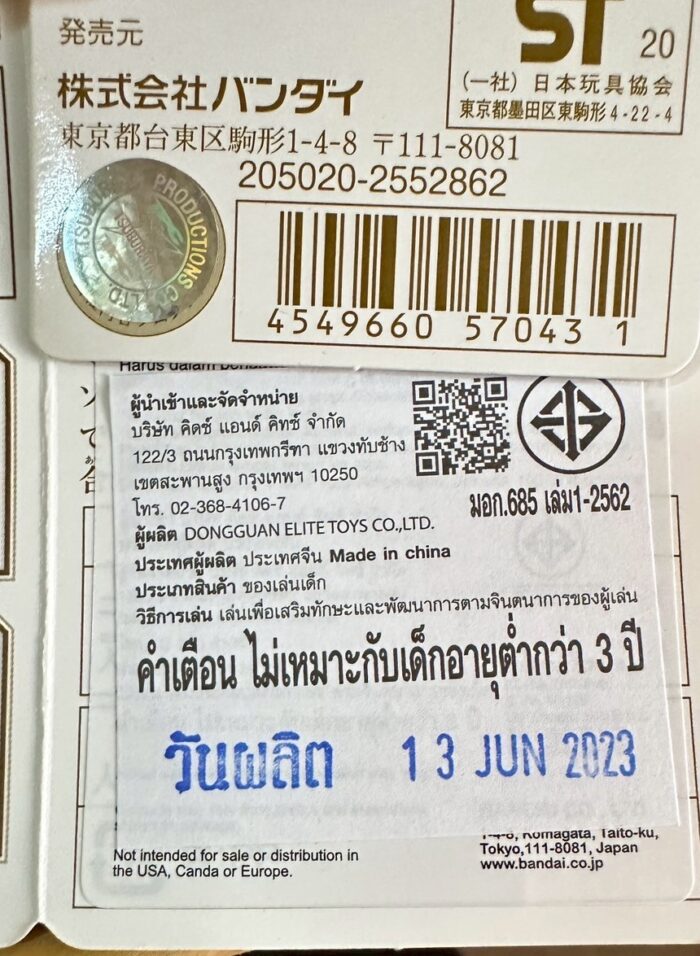 発売元
株式会社バンダイ
東京都台東区駒形1-4-8 〒111-8081
205020-2552862
ST 20
(一社) 日本玩具協会
東京都墨田区東駒形4-22-4
PRODUCTIONS CO., LTD.
4549660 57043 1
Harus dalam
ผู้นำเข้าและจัดจำหน่าย
บริษัท คิดซ์ แอนด์ คิทซ์ จำกัด
122/3 ถนนกรุงเทพกรีฑา แขวงทับช้าง
เขตสะพานสูง กรุงเทพฯ 10250
โทร. 02-368-4106-7
มอก.685 เล่ม1-2562
ผู้ผลิต DONGGUAN ELITE TOYS CO.,LTD.
ประเทศผู้ผลิต ประเทศจีน Made in china
ประเภทสินค้า ของเล่นเด็ก
วิธีการเล่น เล่นเพื่อเสริมทักษะและพัฒนาการตามจินตนาการของผู้เล่น
คำเตือน ไม่เหมาะกับเด็กอายุต่ำกว่า 3 ปี
วันผลิต 13 JUN 2023
Not intended for sale or distribution in
the USA, Canda or Europe.
1-4-8, Komagata, Taito-ku,
Tokyo,111-8081, Japan
www.bandai.co.jp